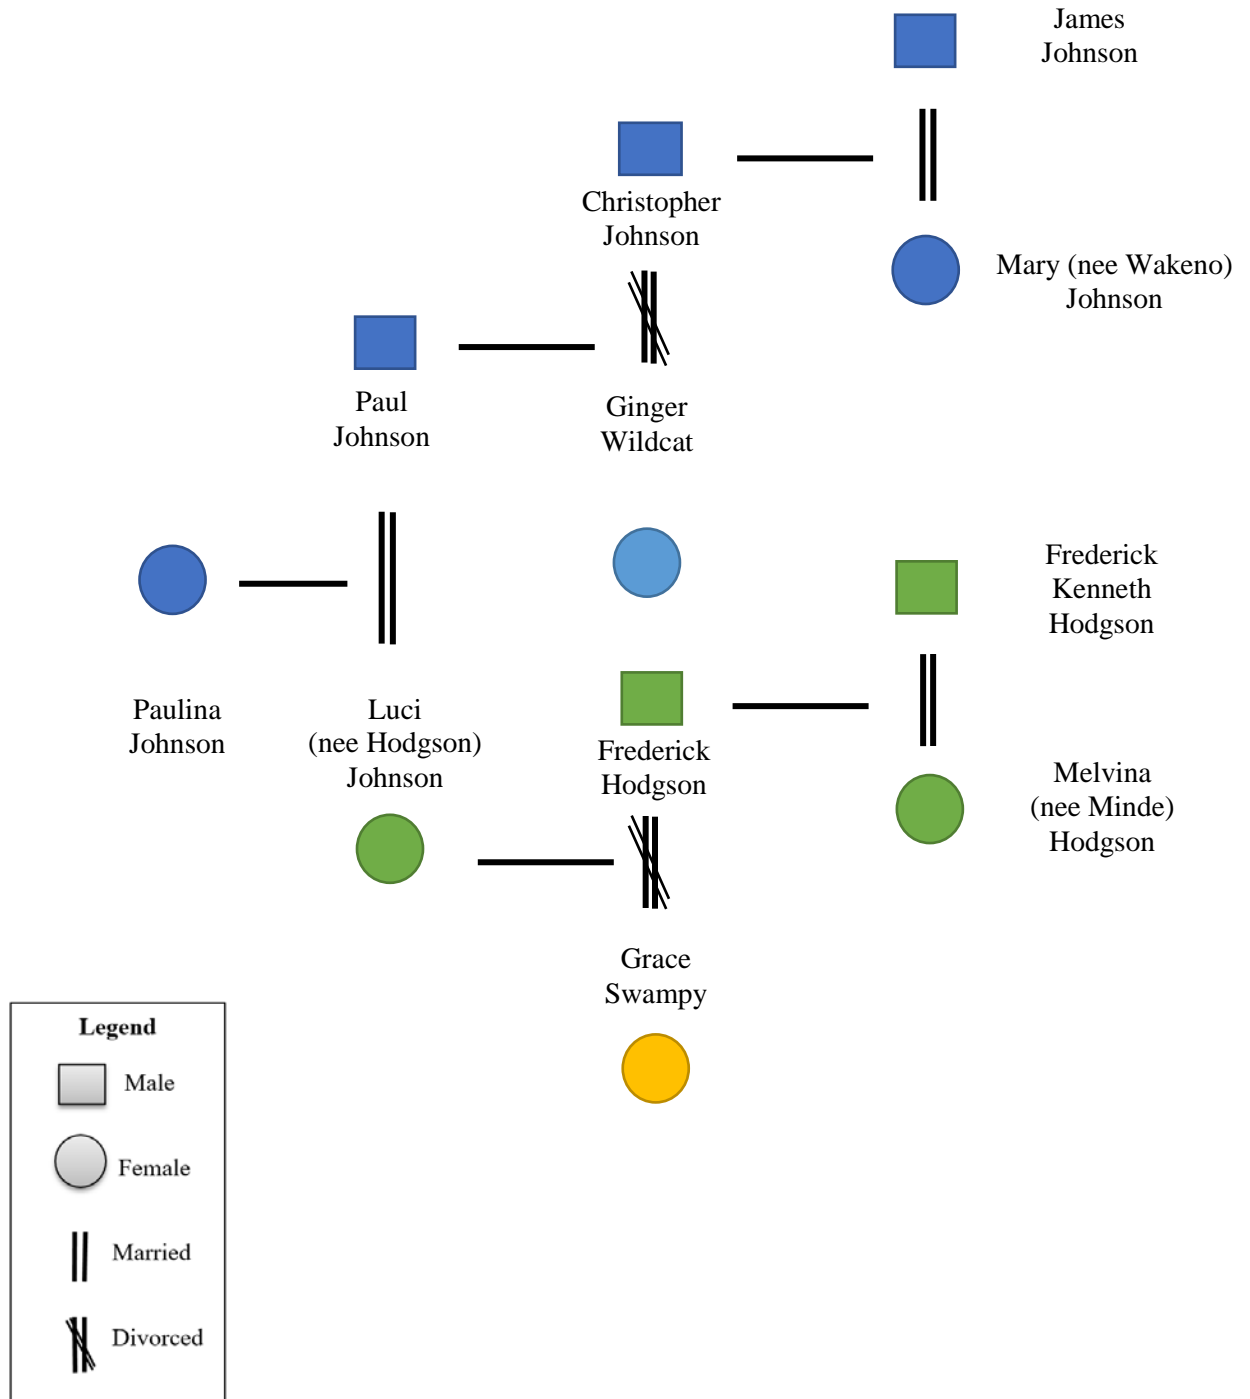 James
Johnson
Christopher
Johnson
Mary (nee Wakeno)
Johnson
Paul
Johnson
Ginger
Wildcat
Frederick
Kenneth
Hodgson
Paulina
Johnson
Luci
(nee Hodgson)
Johnson
Frederick
Hodgson
Melvina
(nee Minde)
Hodgson
Grace
Swampy
Legend
Male
Female
Married
Divorced